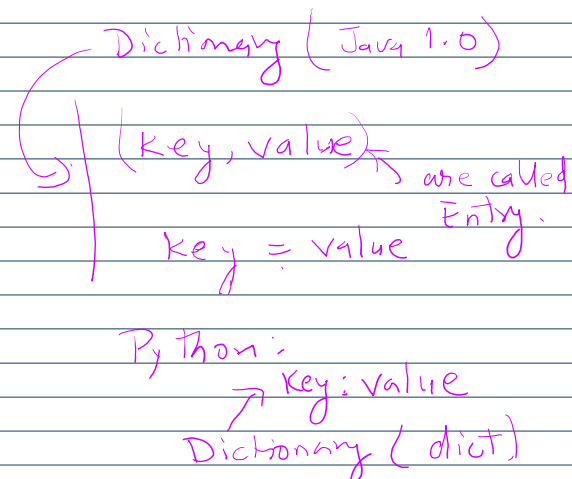 Dictionary (Java 1.0)
(key, value)
are called
Entry.
key = value
Python:
key: value
Dictionary (dict)